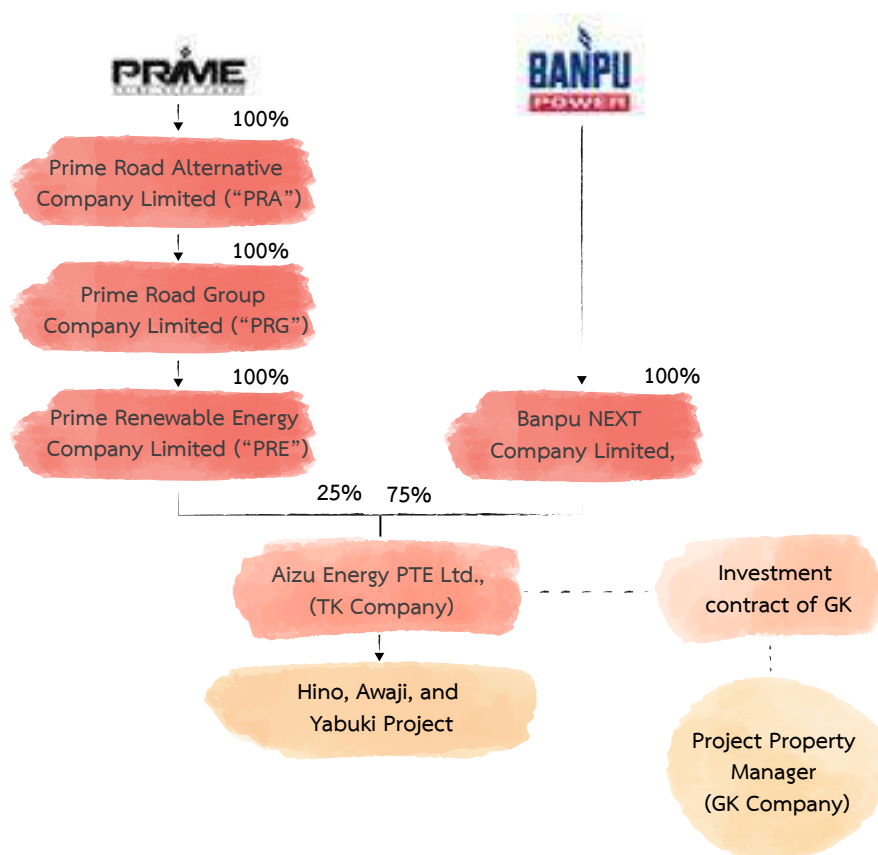 PRIME
BANPU
POWER
100%
Prime Road Alternative
Company Limited (“PRA”)
100%
Prime Road Group
Company Limited (“PRG”)
100%
Prime Renewable Energy
Company Limited (“PRE”)
100%
Banpu NEXT
Company Limited,
25% 75%
Aizu Energy PTE Ltd.,
(TK Company)
Investment
contract of GK
Hino, Awaji, and
Yabuki Project
Project Property
Manager
(GK Company)